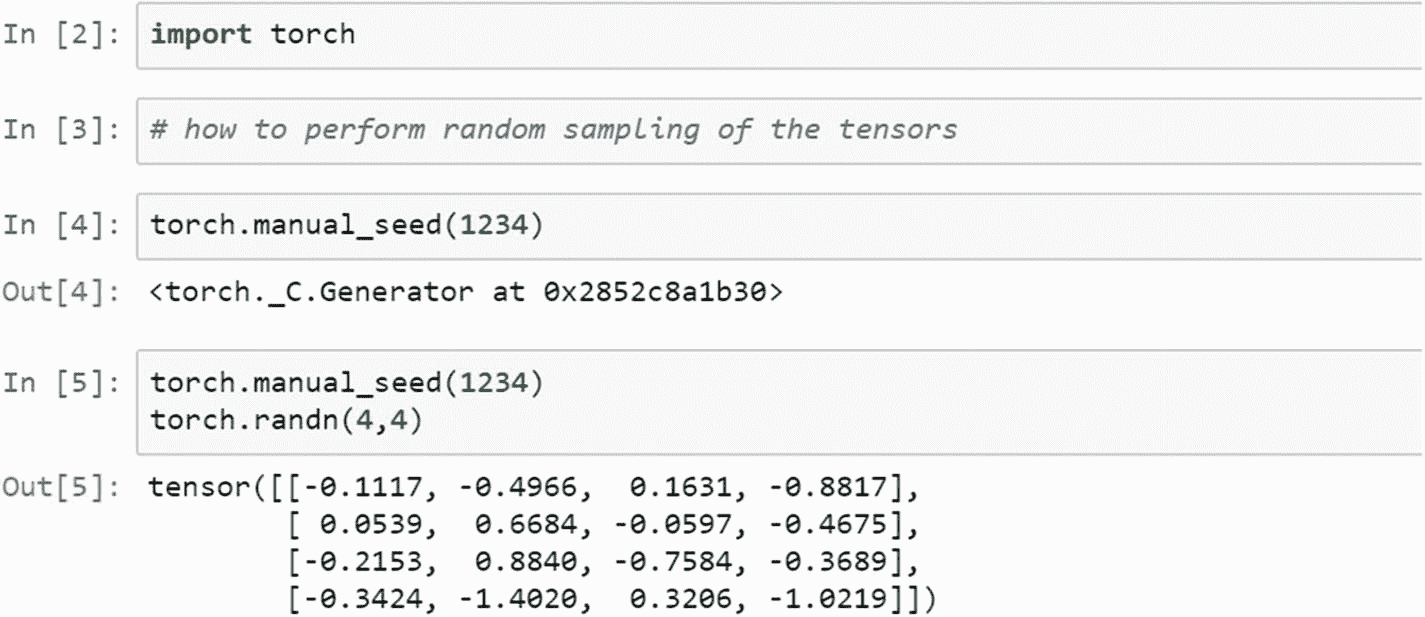 In [2]: import torch
In [3]: # how to perform random sampling of the tensors
In [4]: torch.manual_seed(1234)
Out[4]: <torch._C.Generator at 0x2852c8a1b30>
In [5]: torch.manual_seed(1234)
torch.randn(4,4)
Out[5]: tensor([[-0.1117, -0.4966,  0.1631, -0.8817],
[ 0.0539,  0.6684, -0.0597, -0.4675],
[-0.2153,  0.8840, -0.7584, -0.3689],
[-0.3424, -1.4020,  0.3206, -1.0219]])